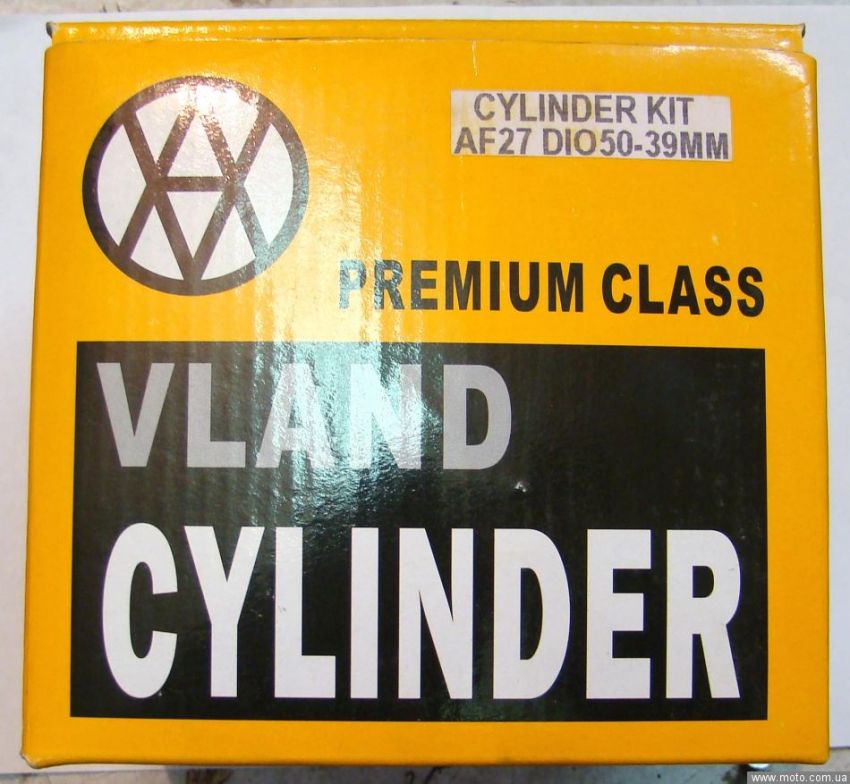 CYLINDER KIT
AF27 DIO50-39MM
PREMIUM CLASS
VLAND
CYLINDER
www.moto.com.ua